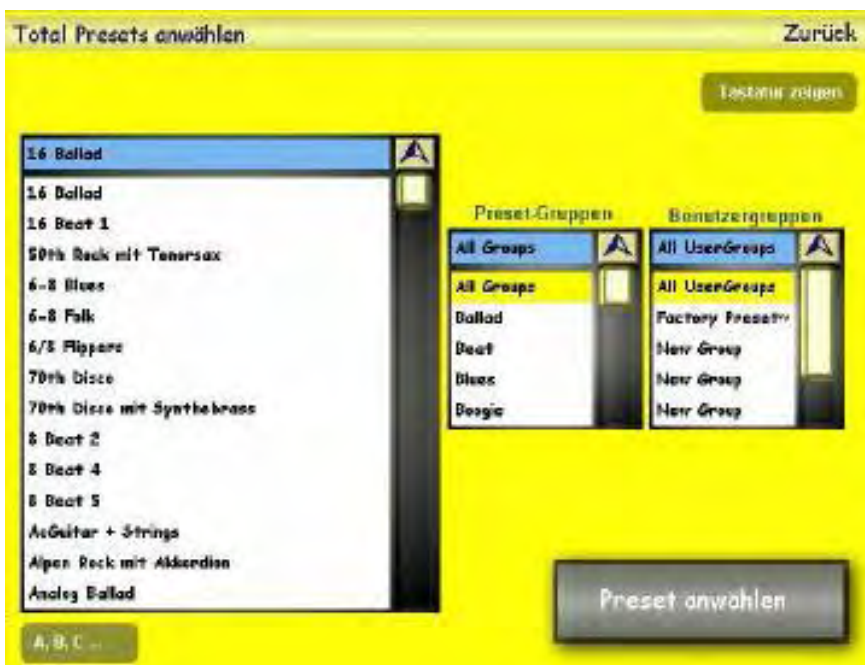 Total Presets anwählen
Zurück
Tastatur zeigen
16 Ballad
16 Ballad
16 Beat 1
50th Rock mit Tenorsax
6-8 Blues
6-8 Folk
6/8 Flippers
70th Disco
70th Disco mit Synthebrass
8 Beat 2
8 Beat 4
8 Beat 5
AcGuitar + Strings
Alpen Rock mit Akkordion
Analog Ballad
A, B, C ...
Preset-Gruppen
All Groups
All Groups
Ballad
Beat
Blues
Boogie
Benutzergruppen
All UserGroups
All UserGroups
Factory Preset~
New Group
New Group
New Group
Preset anwählen